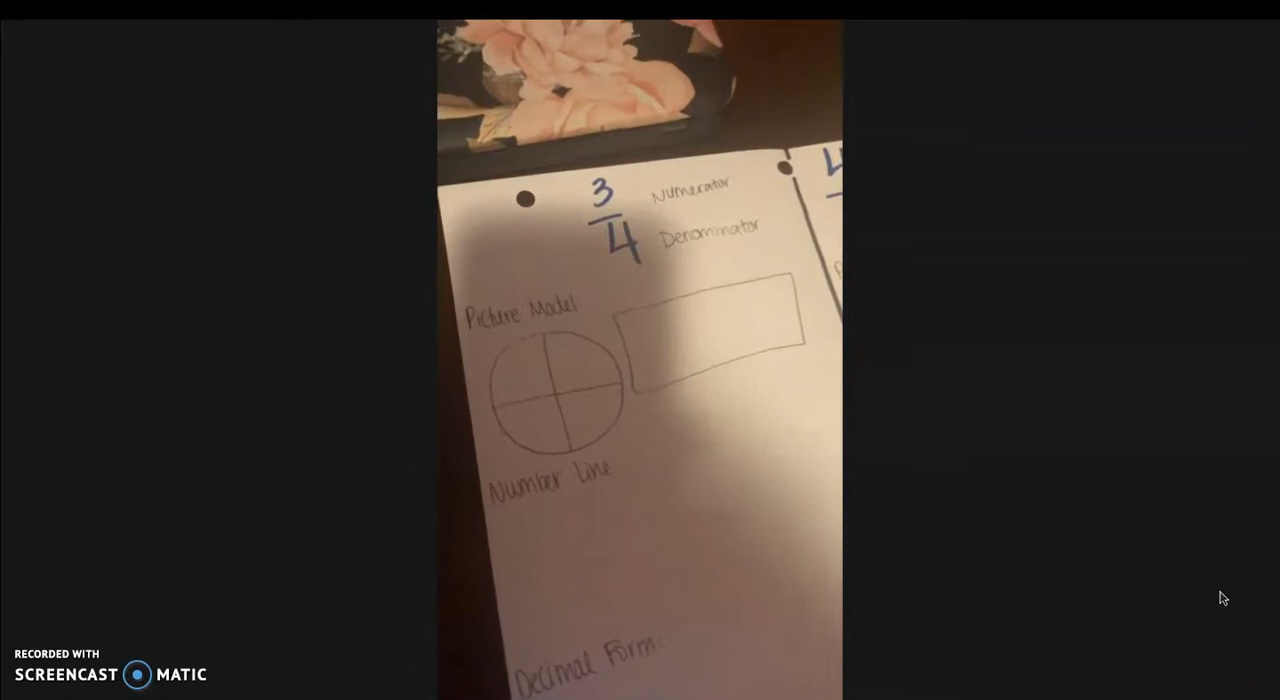 3 Numerator
4 Denominator
Picture Model
Number Line
Decimal Form:
RECORDED WITH
SCREENCAST MATIC